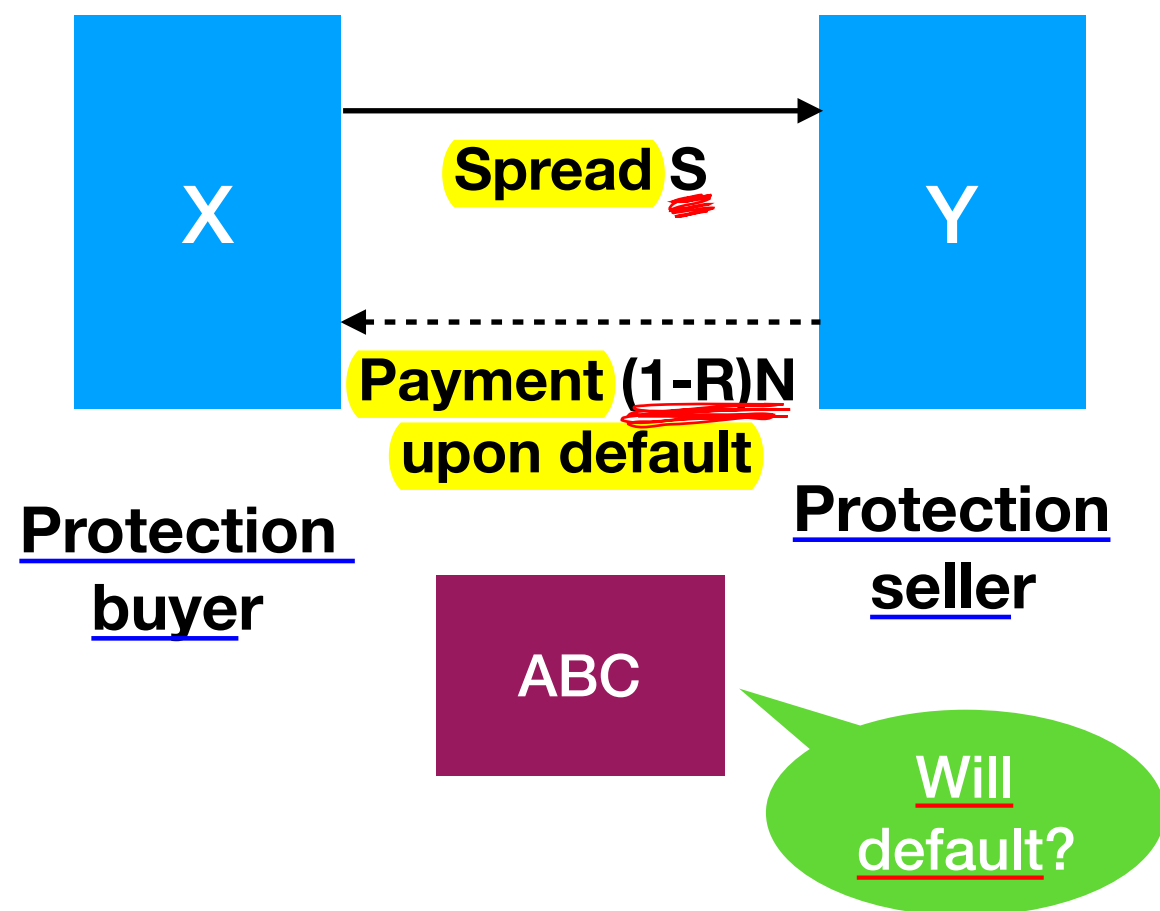 X
Spread S
Y
Payment (1-R)N
upon default
Protection
buyer
Protection
seller
ABC
Will
default?